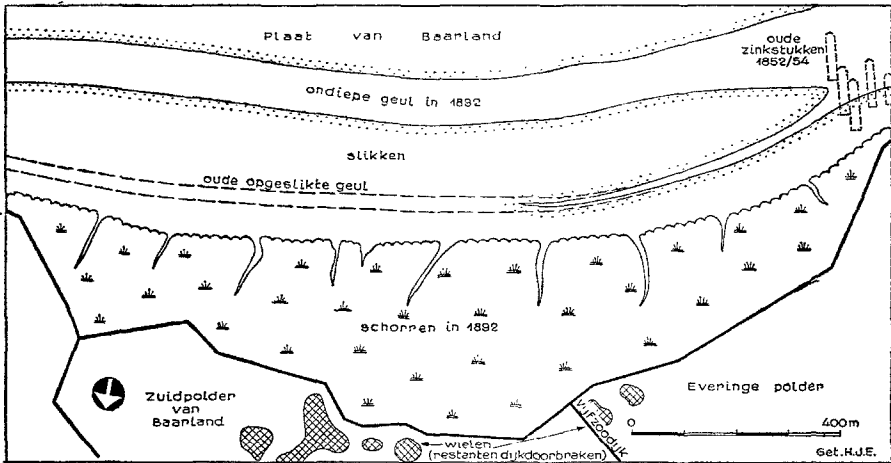 Plaat van Baarland
oude
zinkstukken
1852/54
ondiepe geul in 1892
slikken
oude opgeslikte geul
schorren in 1892
Zuidpolder
van
Baarland
Everinge polder
Vijfzoodijk
wielen
(restanten dijkdoorbraken)
0 400m
Get. H.J.E.